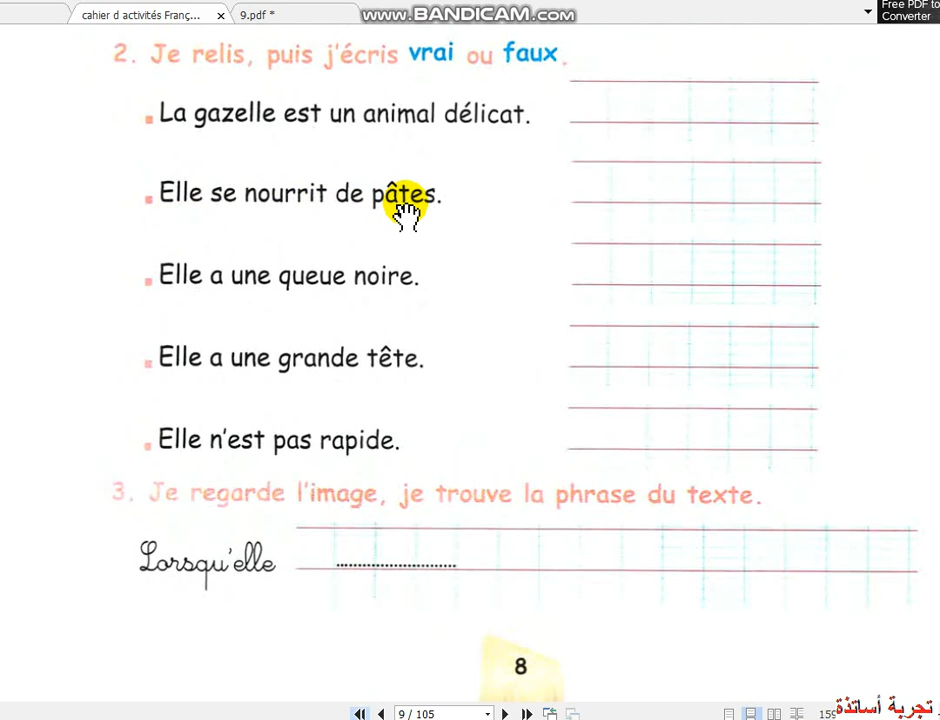 cahier d activités Franç... x 9.pdf * www.BANDICAM.com Free PDF to
Converter
2. Je relis, puis j'écris vrai ou faux.
La gazelle est un animal délicat.
Elle se nourrit de pâtes.
Elle a une queue noire.
Elle a une grande tête.
Elle n'est pas rapide.
3. Je regarde l'image, je trouve la phrase du texte.
Lorsqu'elle ............................
8
9 / 105
159
تجربة أساتذة